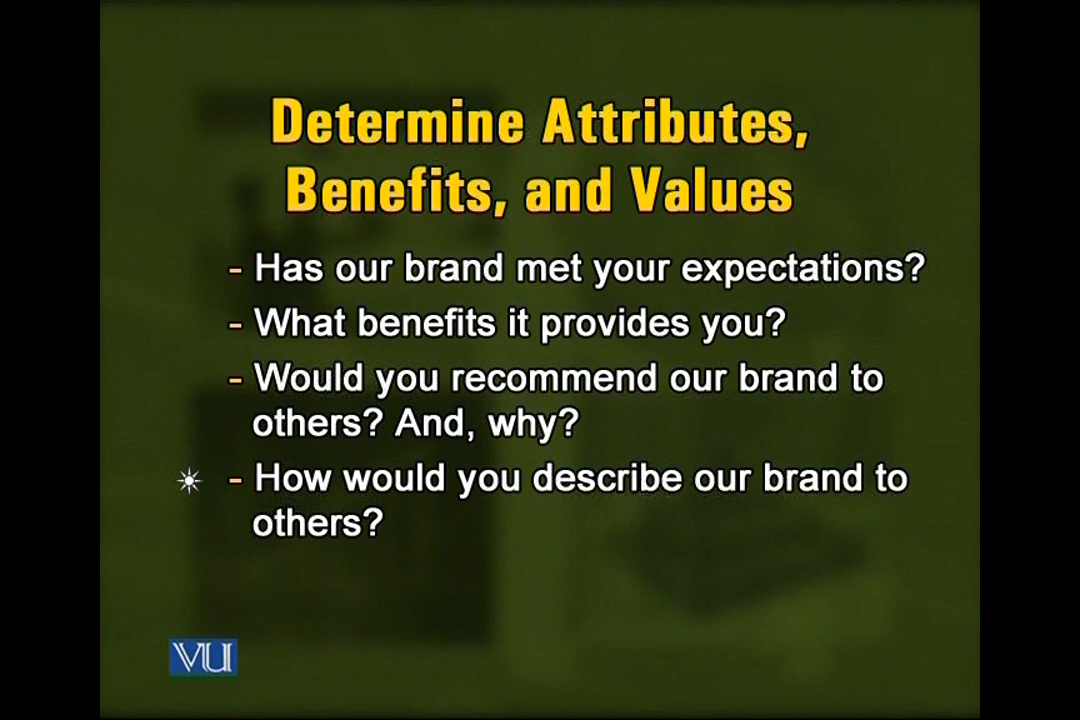 Determine Attributes,
Benefits, and Values
- Has our brand met your expectations?
- What benefits it provides you?
- Would you recommend our brand to
others? And, why?
- How would you describe our brand to
others?
VU